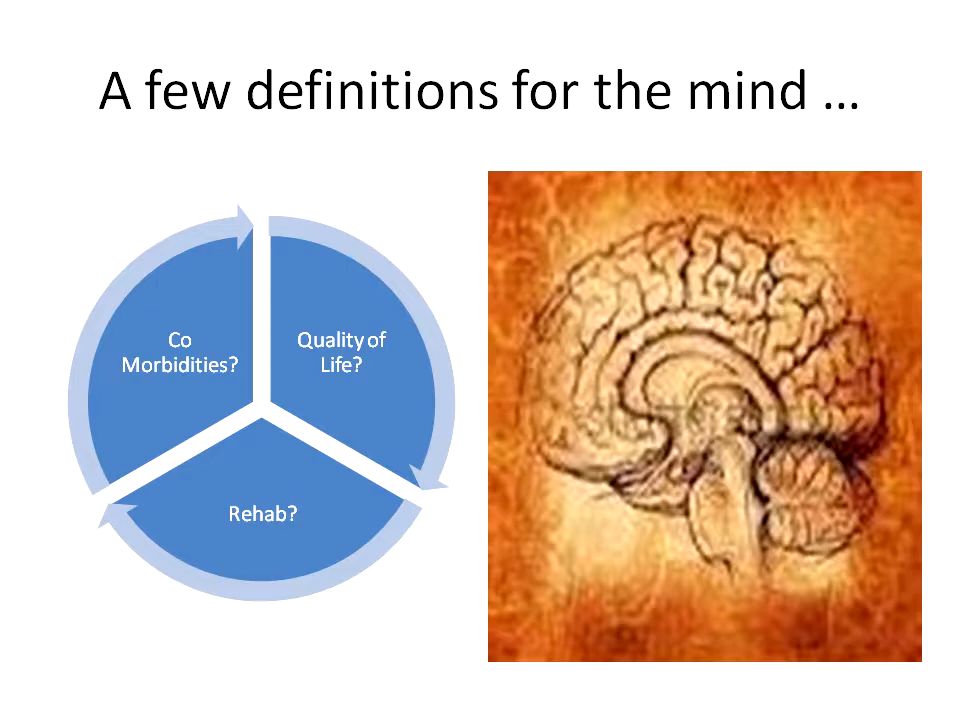 A few definitions for the mind ...
Co
Morbidities?
Quality of
Life?
Rehab?